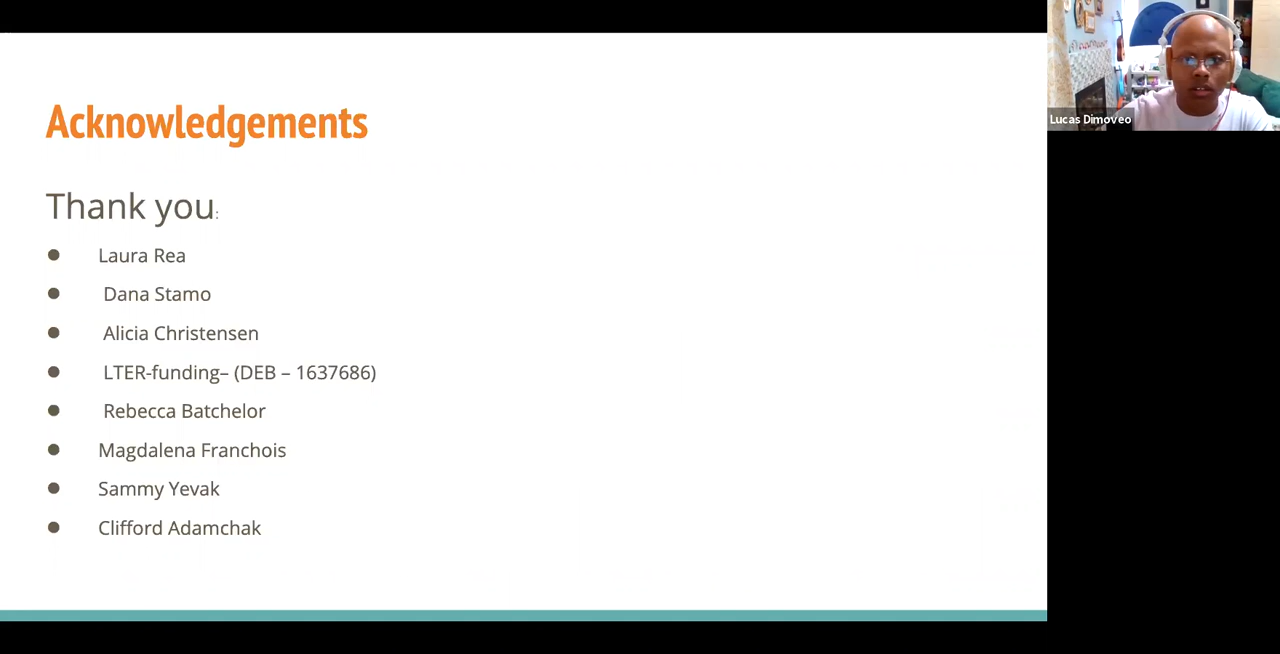 Acknowledgements
Thank you:
● Laura Rea
● Dana Stamo
● Alicia Christensen
● LTER-funding– (DEB – 1637686)
● Rebecca Batchelor
● Magdalena Franchois
● Sammy Yevak
● Clifford Adamchak
Lucas Dimoveo